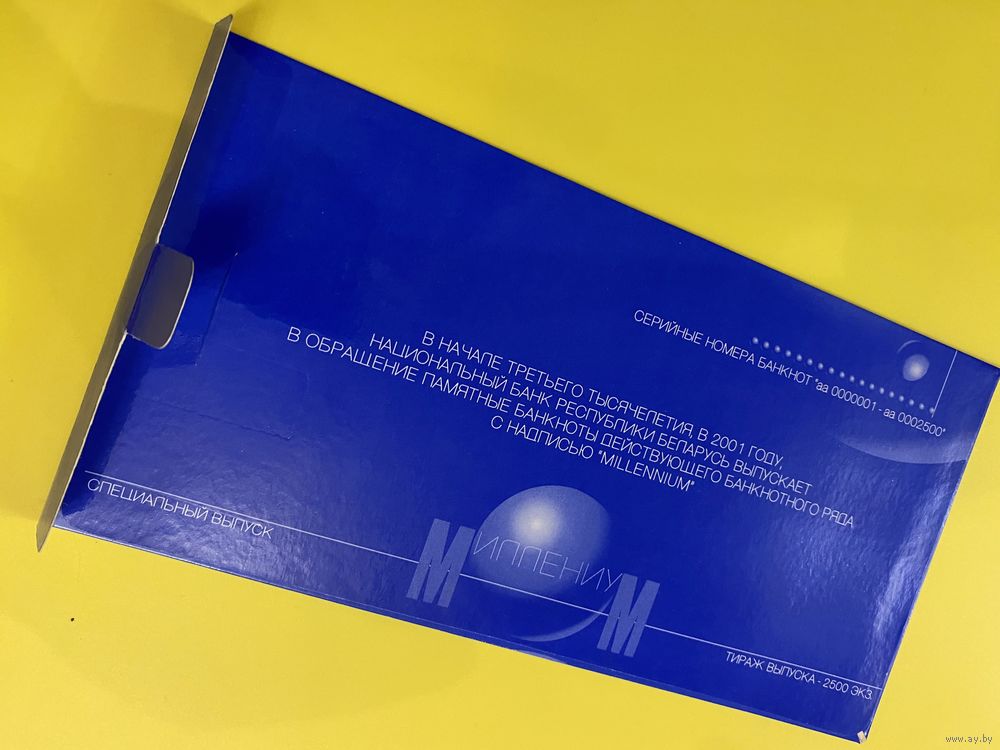 СЕРИЙНЫЕ НОМЕРА БАНКНОТ "аа 0000001 - аа 0002500"
В НАЧАЛЕ ТРЕТЬЕГО ТЫСЯЧЕЛЕТИЯ, В 2001 ГОДУ,
НАЦИОНАЛЬНЫЙ БАНК РЕСПУБЛИКИ БЕЛАРУСЬ ВЫПУСКАЕТ
В ОБРАЩЕНИЕ ПАМЯТНЫЕ БАНКНОТЫ ДЕЙСТВУЮЩЕГО БАНКНОТНОГО РЯДА
С НАДПИСЬЮ "MILLENNIUM"
СПЕЦИАЛЬНЫЙ ВЫПУСК
МИЛЛЕНИУМ
ТИРАЖ ВЫПУСКА - 2500 ЭКЗ.
www.ay.by